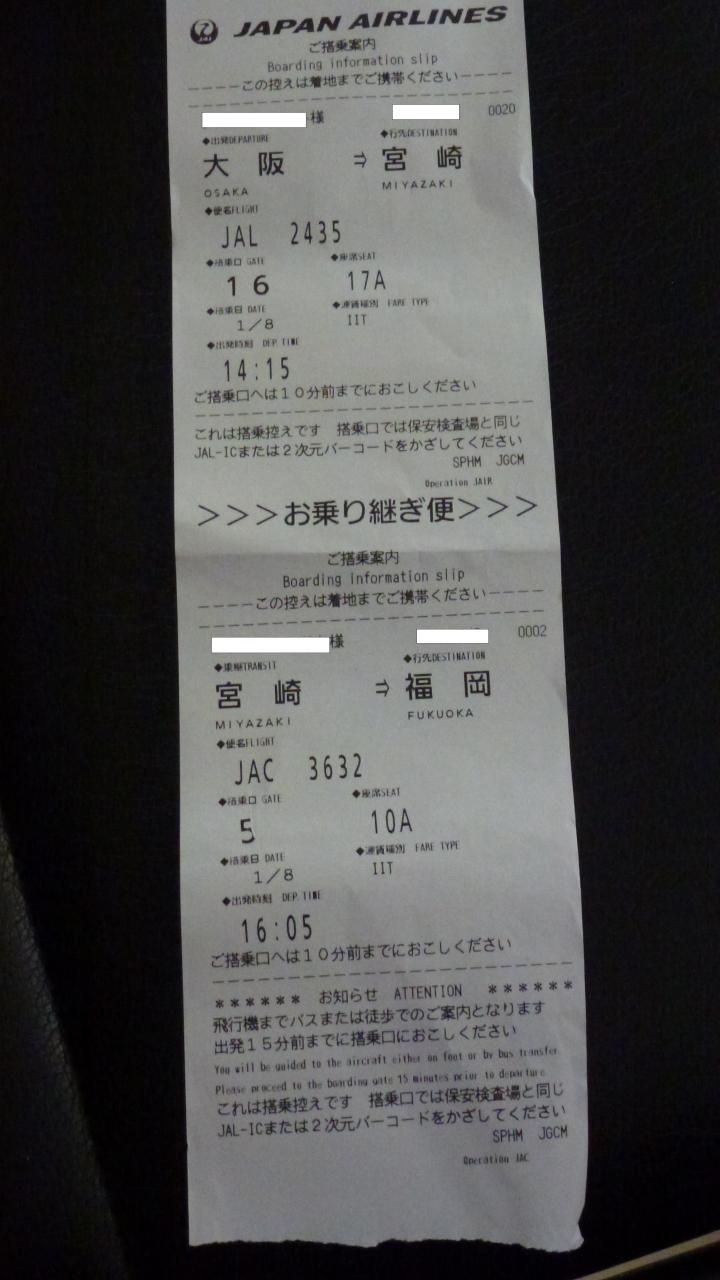 JAL
JAPAN AIRLINES
ご搭乗案内
Boarding information slip
----この控えは着地までご携帯ください----
様 0020
◆出発DEPARTURE ◆行先DESTINATION
大 阪 ⇒ 宮 崎
OSAKA MIYAZAKI
◆便名FLIGHT
JAL 2435
◆搭乗口 GATE ◆座席SEAT
16 17A
◆搭乗日 DATE ◆運賃種別 FARE TYPE
1/8 IIT
◆出発時刻 DEP.TIME
14:15
ご搭乗口へは10分前までにおこしください
これは搭乗控えです 搭乗口では保安検査場と同じ
JAL-ICまたは2次元バーコードをかざしてください
SPHM JGCM
Operation JAIR
>>>お乗り継ぎ便>>>
ご搭乗案内
Boarding information slip
----この控えは着地までご携帯ください----
様 0002
◆乗継TRANSIT ◆行先DESTINATION
宮 崎 ⇒ 福 岡
MIYAZAKI FUKUOKA
◆便名FLIGHT
JAC 3632
◆搭乗口 GATE ◆座席SEAT
5 10A
◆搭乗日 DATE ◆運賃種別 FARE TYPE
1/8 IIT
◆出発時刻 DEP.TIME
16:05
ご搭乗口へは10分前までにおこしください
****** お知らせ ATTENTION ******
飛行機までバスまたは徒歩でのご案内となります
出発15分前までに搭乗口におこしください
You will be guided to the aircraft either on foot or by bus transfer.
Please proceed to the boarding gate 15 minutes prior to departure.
これは搭乗控えです 搭乗口では保安検査場と同じ
JAL-ICまたは2次元バーコードをかざしてください
SPHM JGCM
Operation JAC